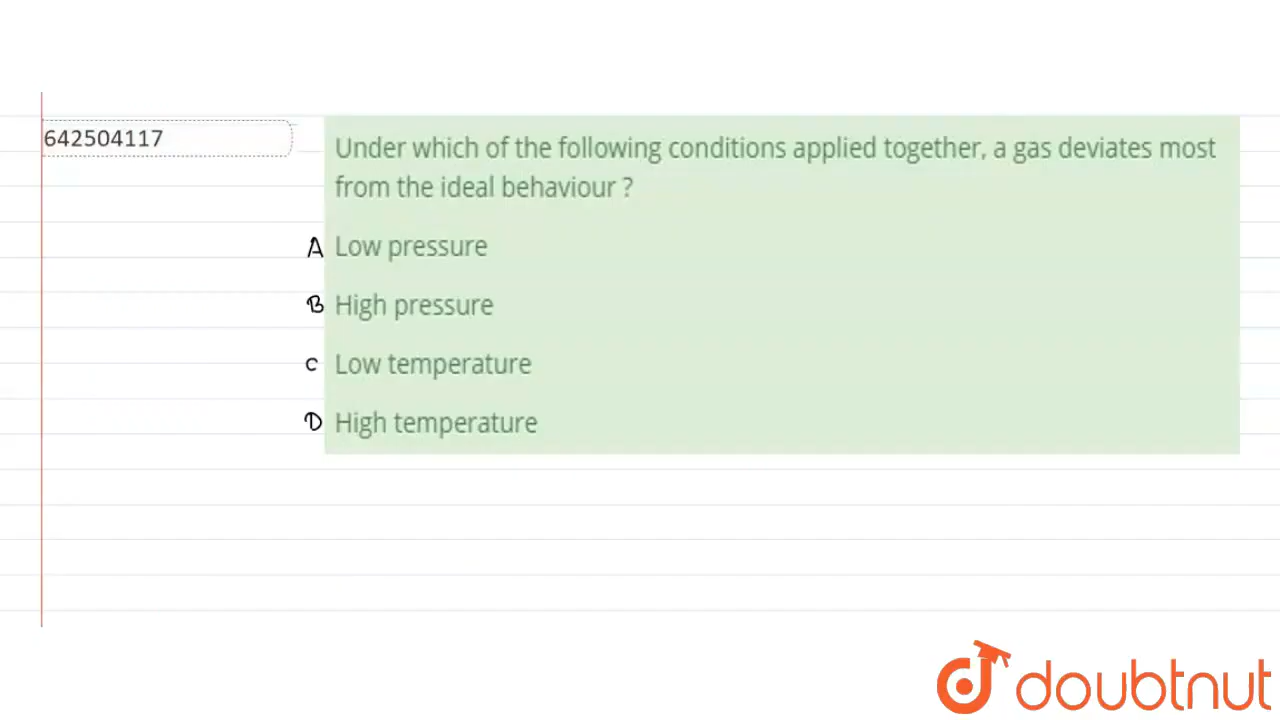 642504117
Under which of the following conditions applied together, a gas deviates most
from the ideal behaviour ?
A Low pressure
B High pressure
C Low temperature
D High temperature
doubtnut